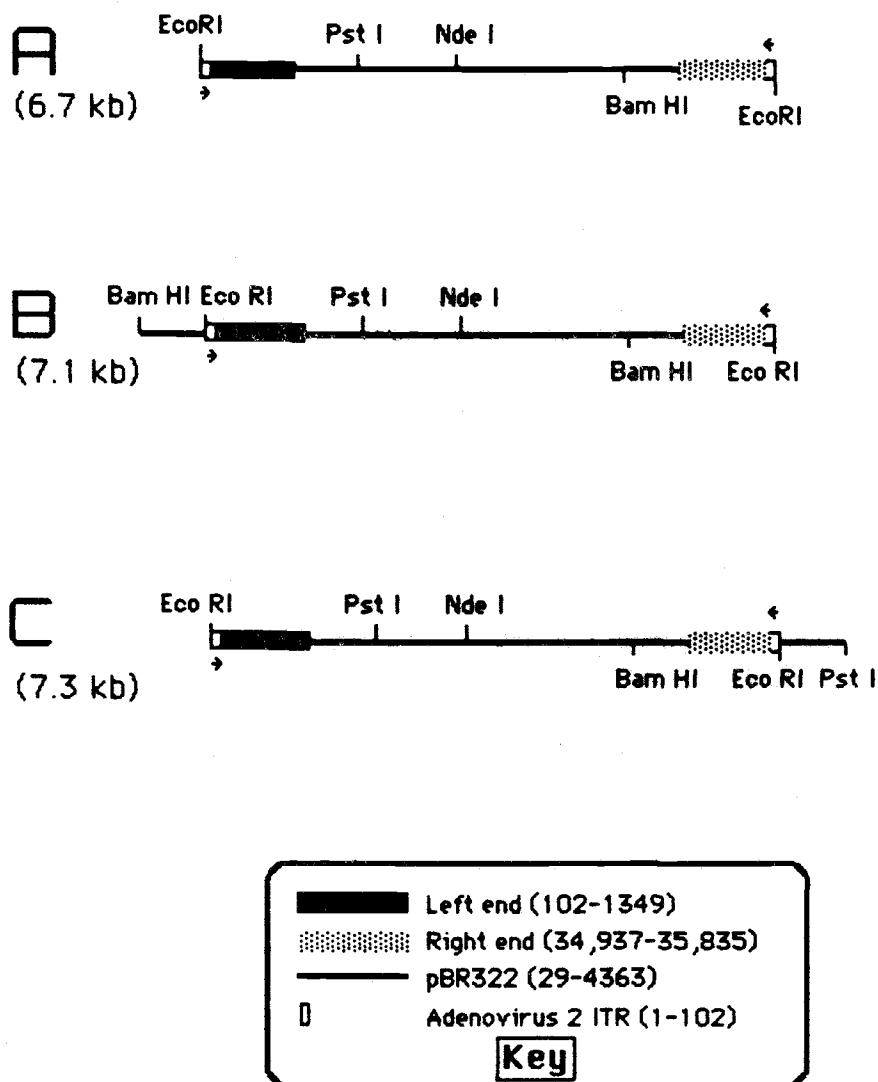 A
EcoRI
Pst I
Nde I
(6.7 kb)
Bam HI
EcoRI
B
Bam HI Eco RI
Pst I
Nde I
(7.1 kb)
Bam HI
Eco RI
C
Eco RI
Pst I
Nde I
(7.3 kb)
Bam HI
Eco RI
Pst I
Left end (102-1349)
Right end (34,937-35,835)
pBR322 (29-4363)
Adenovirus 2 ITR (1-102)
Key